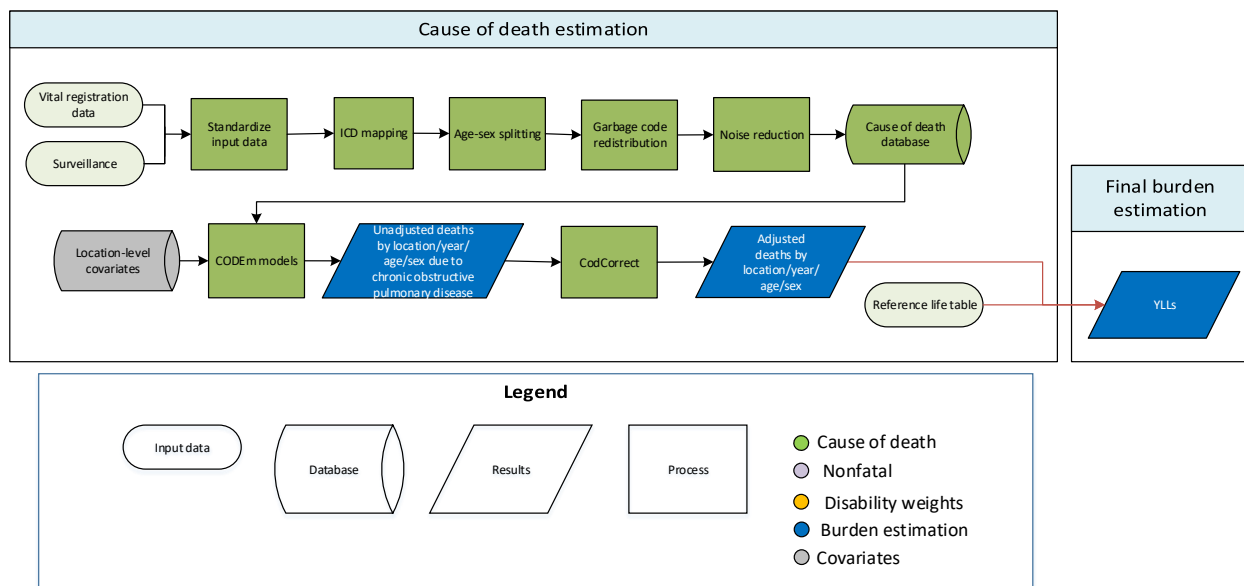 Cause of death estimation
Vital registration
data
Surveillance
Standardize
input data
ICD mapping
Age-sex splitting
Garbage code
redistribution
Noise reduction
Cause of death
database
Final burden
estimation
Location-level
covariates
CODEm models
Unadjusted deaths
by location/year/
age/sex due to
chronic obstructive
pulmonary disease
CodCorrect
Adjusted
deaths by
location/year/
age/sex
Reference life table
YLLs
Legend
Input data
Database
Results
Process
Cause of death
Nonfatal
Disability weights
Burden estimation
Covariates